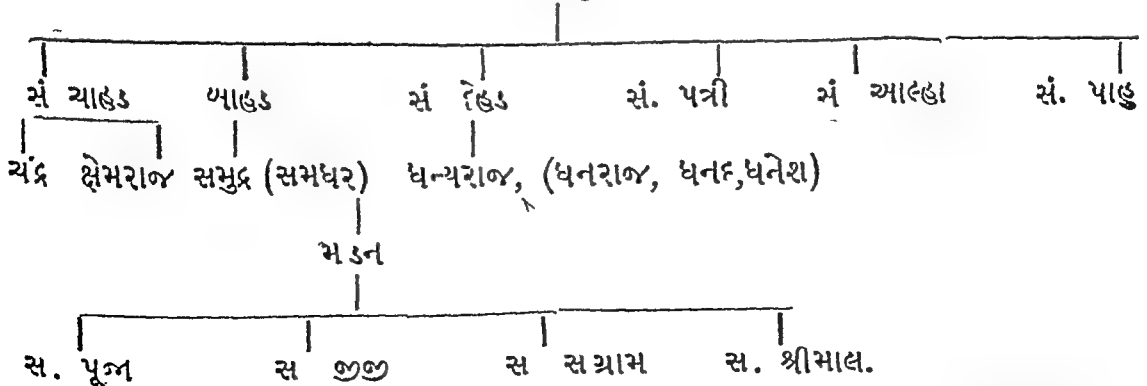 સં ચાહડ બાહડ સં દેહડ સં. પત્રી સં આલ્હા સં. પાહુ
ચંદ્ર ક્ષેમરાજ સમુદ્ર (સમધર) ધન્યરાજ, (ધનરાજ, ધનદ,ધનેશ)
મડન
સ. પૂજા સ જીજી સ સગ્રામ સ. શ્રીમાલ.